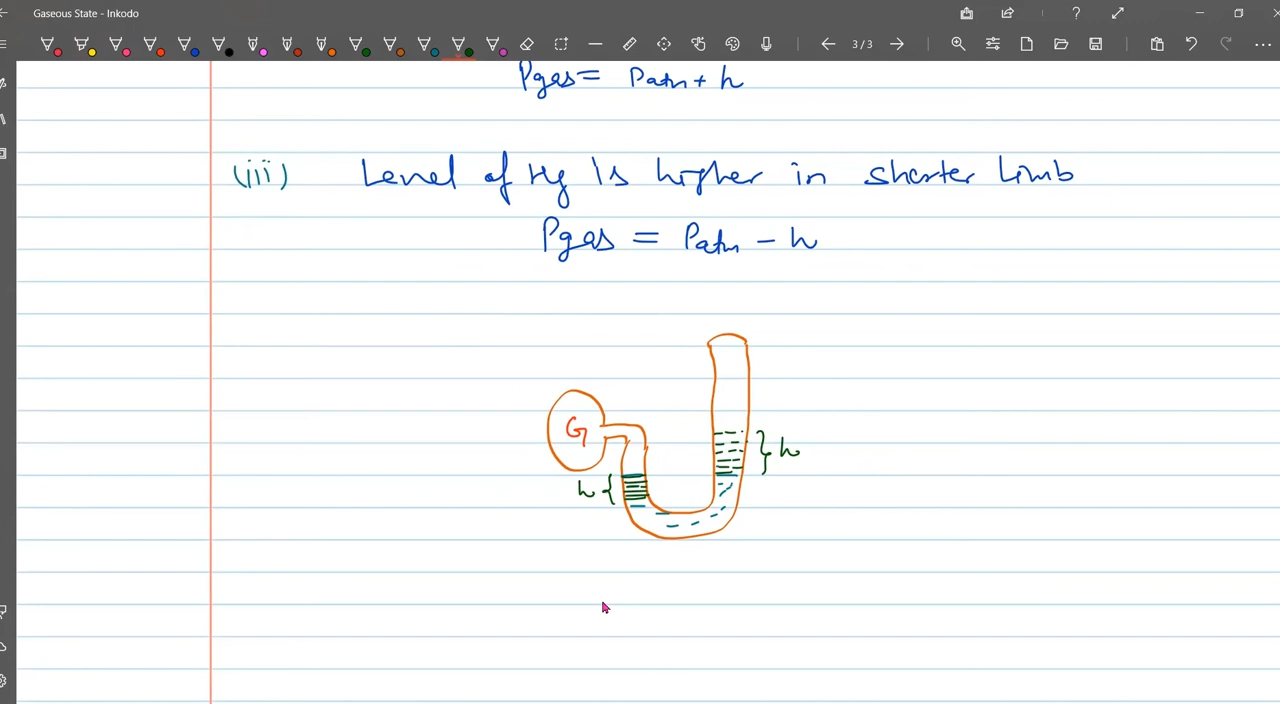 Gaseous State - Inkodo
3/3
Pgas= Patm + h
(iii) Level of Hg is higher in shorter limb
Pgas = Patm - h
G
h
h